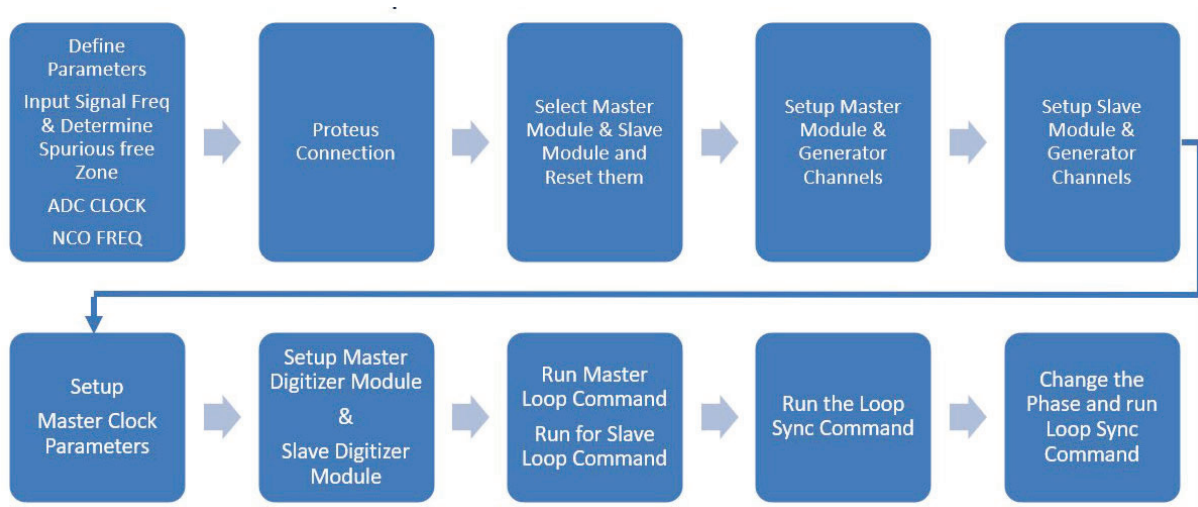 Define
Parameters
Input Signal Freq
& Determine
Spurious free
Zone
ADC CLOCK
NCO FREQ
Proteus
Connection
Select Master
Module & Slave
Module and
Reset them
Setup Master
Module &
Generator
Channels
Setup Slave
Module &
Generator
Channels
Setup
Master Clock
Parameters
Setup Master
Digitizer Module
&
Slave Digitizer
Module
Run Master
Loop Command
Run for Slave
Loop Command
Run the Loop
Sync Command
Change the
Phase and run
Loop Sync
Command